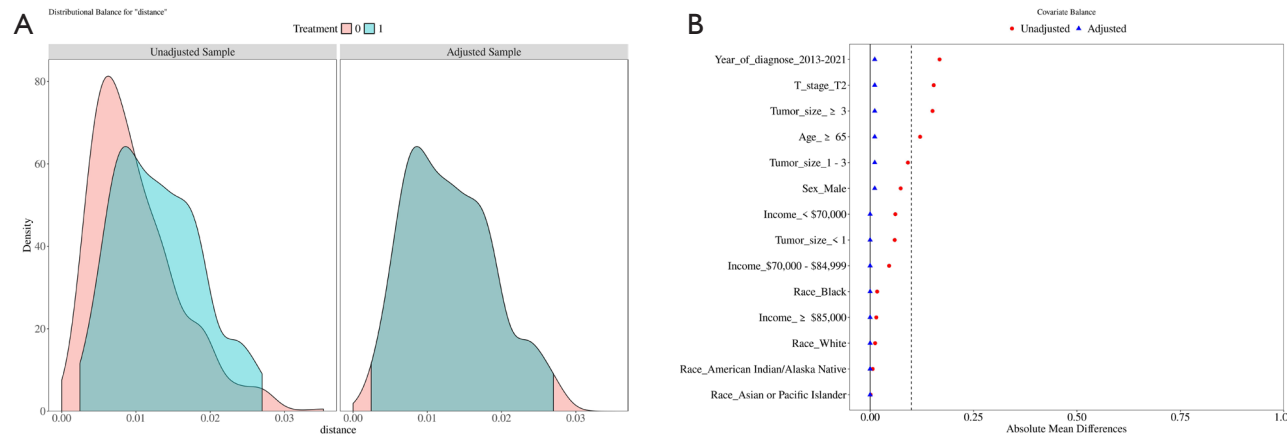 A
Distributional Balance for "distance"
Treatment 0 1
Unadjusted Sample
Adjusted Sample
Density
80
60
40
20
0
0.00 0.01 0.02 0.03
0.00 0.01 0.02 0.03
distance
B
Covariate Balance
Unadjusted Adjusted
Year_of_diagnose_2013-2021
T_stage_T2
Tumor_size_ ≥ 3
Age_ ≥ 65
Tumor_size_1 - 3
Sex_Male
Income_< $70,000
Tumor_size_< 1
Income_$70,000 - $84,999
Race_Black
Income_ ≥ $85,000
Race_White
Race_American Indian/Alaska Native
Race_Asian or Pacific Islander
0.00 0.25 0.50 0.75 1.0
Absolute Mean Differences